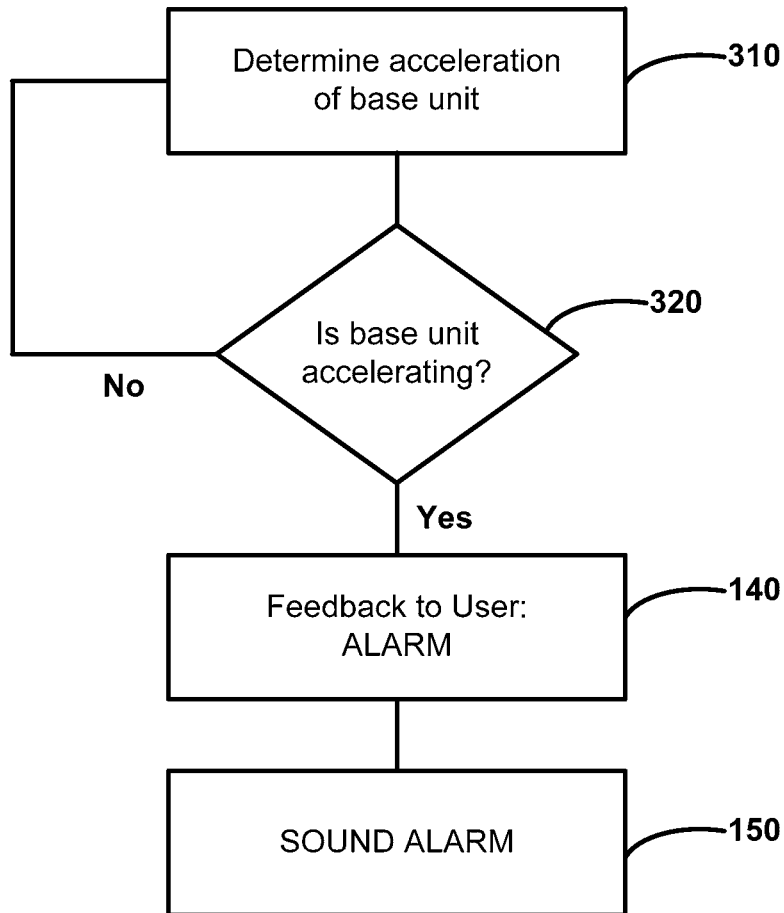 Determine acceleration
of base unit
310
Is base unit
accelerating?
320
No
Yes
Feedback to User:
ALARM
140
SOUND ALARM
150